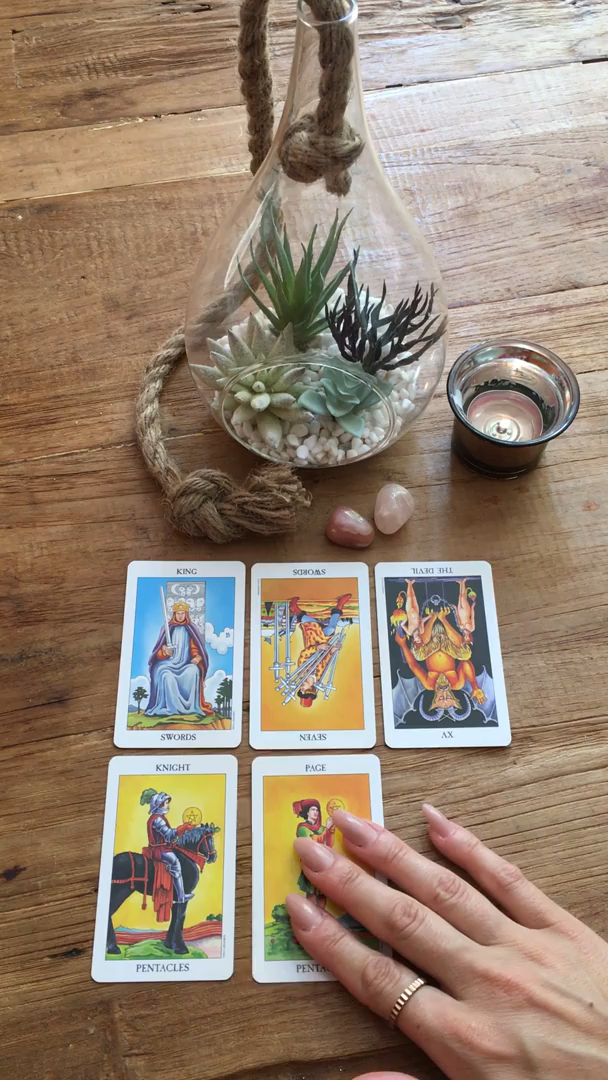 KING
SWORDS
SWORDS
SEVEN
THE DEVIL
XV
KNIGHT
PENTACLES
PAGE